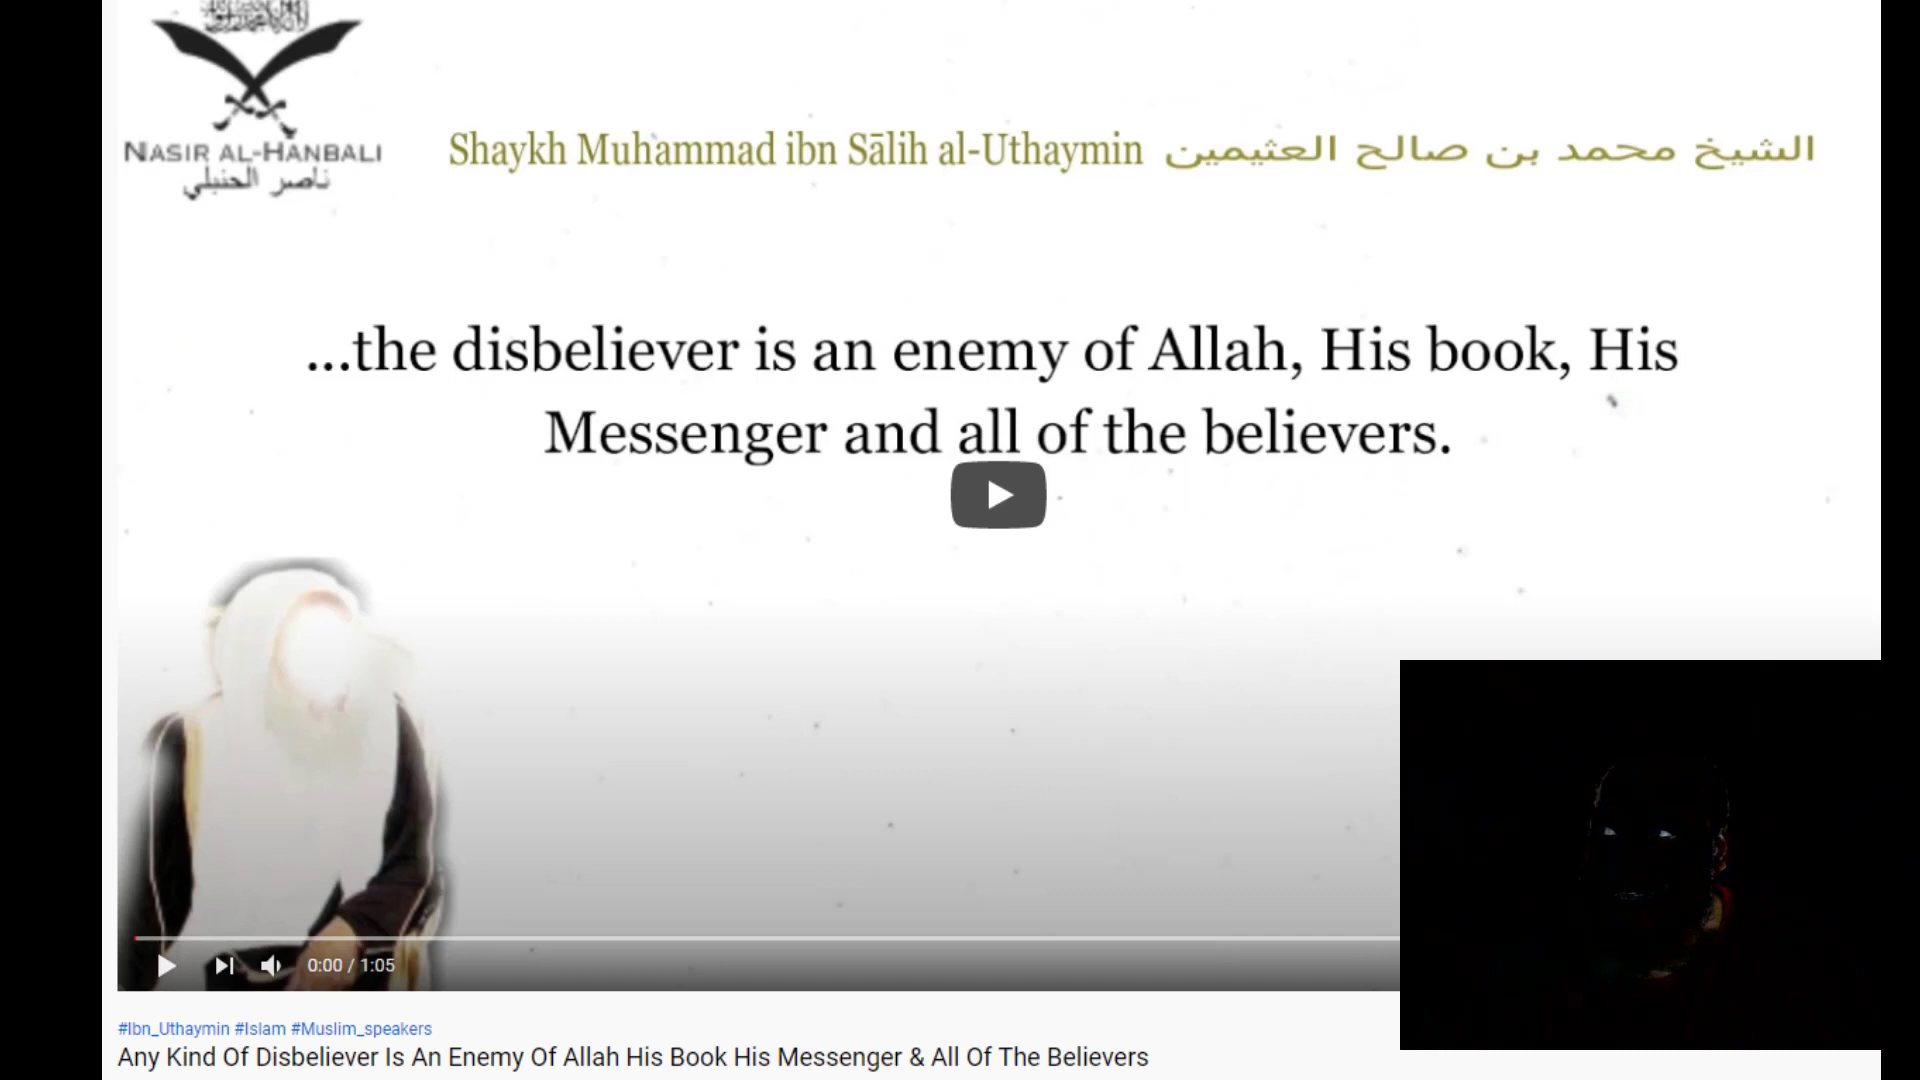 NASIR AL-HANBALI
ناصر الحنبلي
Shaykh Muhammad ibn Sālih al-Uthaymin الشيخ محمد بن صالح العثيمين
...the disbeliever is an enemy of Allah, His book, His
Messenger and all of the believers.
0:00 / 1:05
#Ibn_Uthaymin #Islam #Muslim_speakers
Any Kind Of Disbeliever Is An Enemy Of Allah His Book His Messenger & All Of The Believers